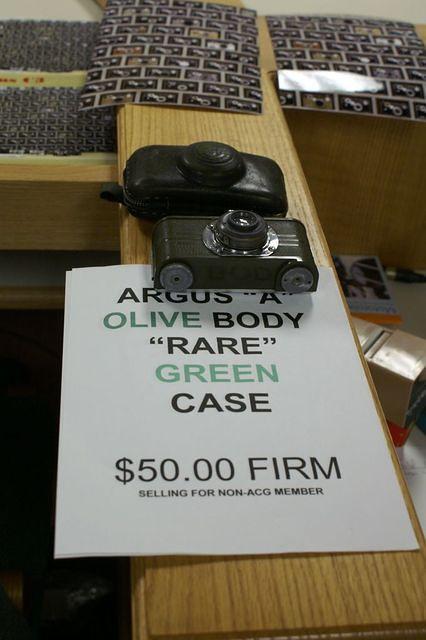 ARGUS "A"
OLIVE BODY
"RARE"
GREEN
CASE
$50.00 FIRM
SELLING FOR NON-ACG MEMBER